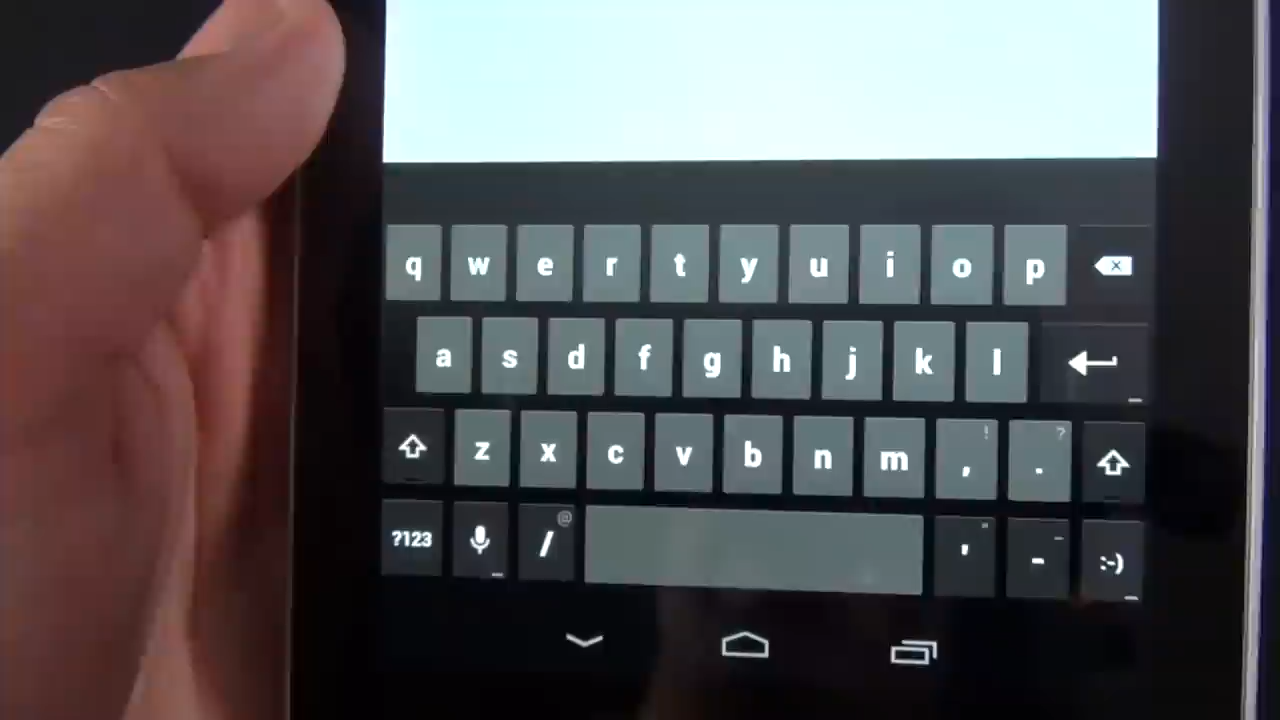 q w e r t y u i o p
a s d f g h j k l
z x c v b n m , ! . ?
?123 / @ ' " - _ :-)